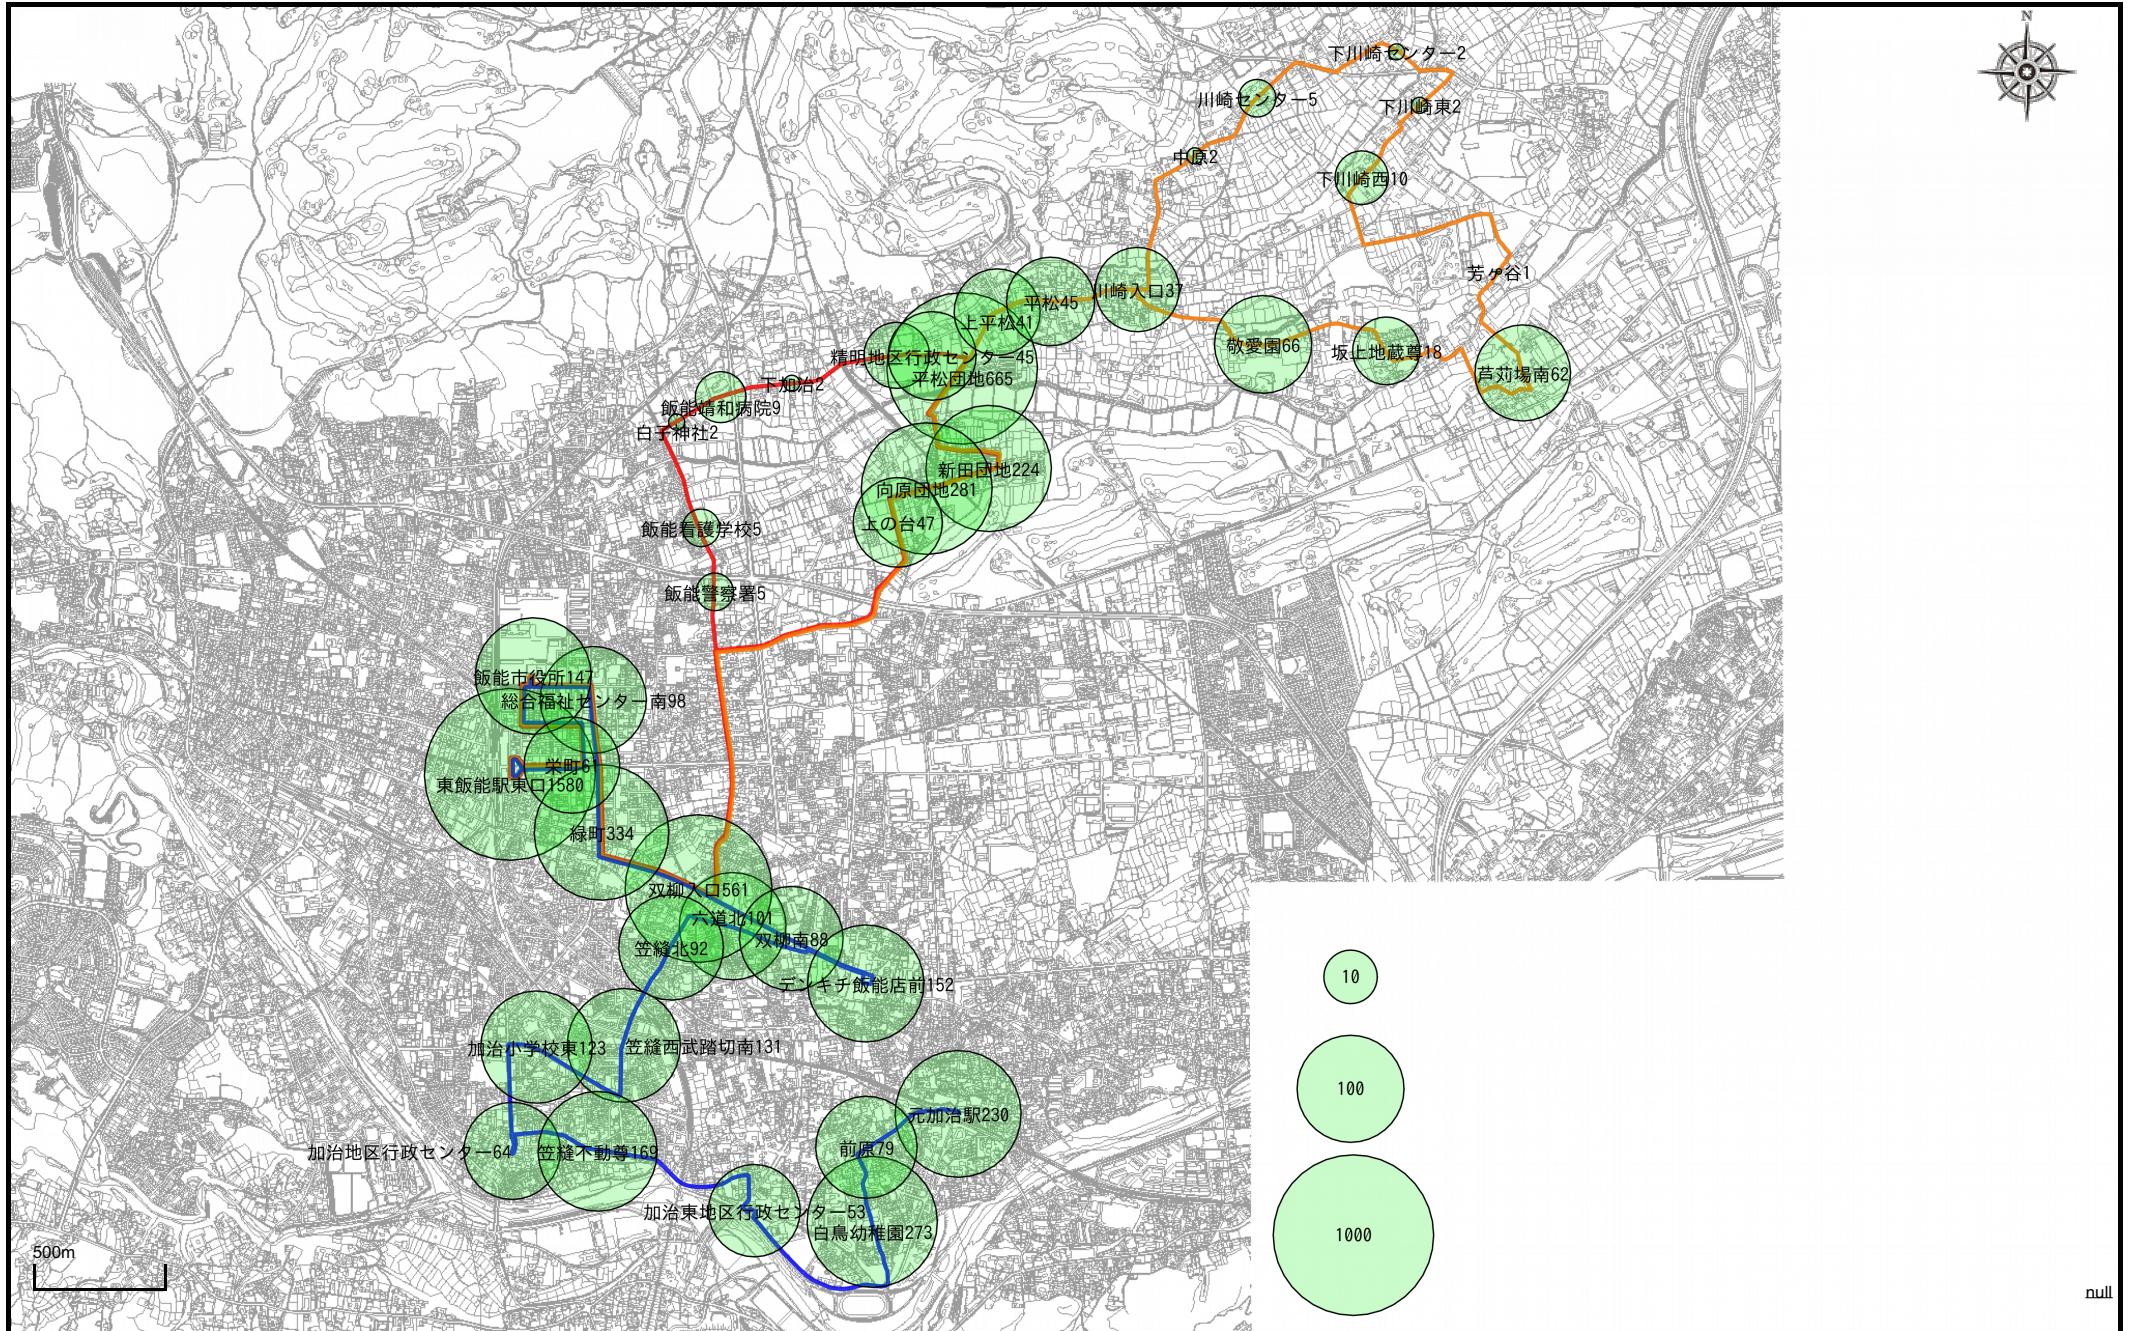 N
下川崎センター2
川崎センター5
下川崎東2
中原2
下川崎西10
芳ヶ谷1
川崎入口37
平松45
上平松41
敬愛園66
坂上地蔵尊18
精明地区行政センター45
平松団地665
芦苅場南62
下加治2
飯能靖和病院9
白子神社2
新田団地224
向原団地281
上の台47
飯能看護学校5
飯能警察署5
飯能市役所147
総合福祉センター南98
栄町61
東飯能駅東口1580
緑町334
双柳入口561
六道北101
双柳南88
笠縫北92
デンキチ飯能店前152
加治小学校東123
笠縫西武踏切南131
元加治駅230
前原79
加治地区行政センター64
笠縫不動尊169
加治東地区行政センター53
白鳥幼稚園273
10
100
1000
500m
null